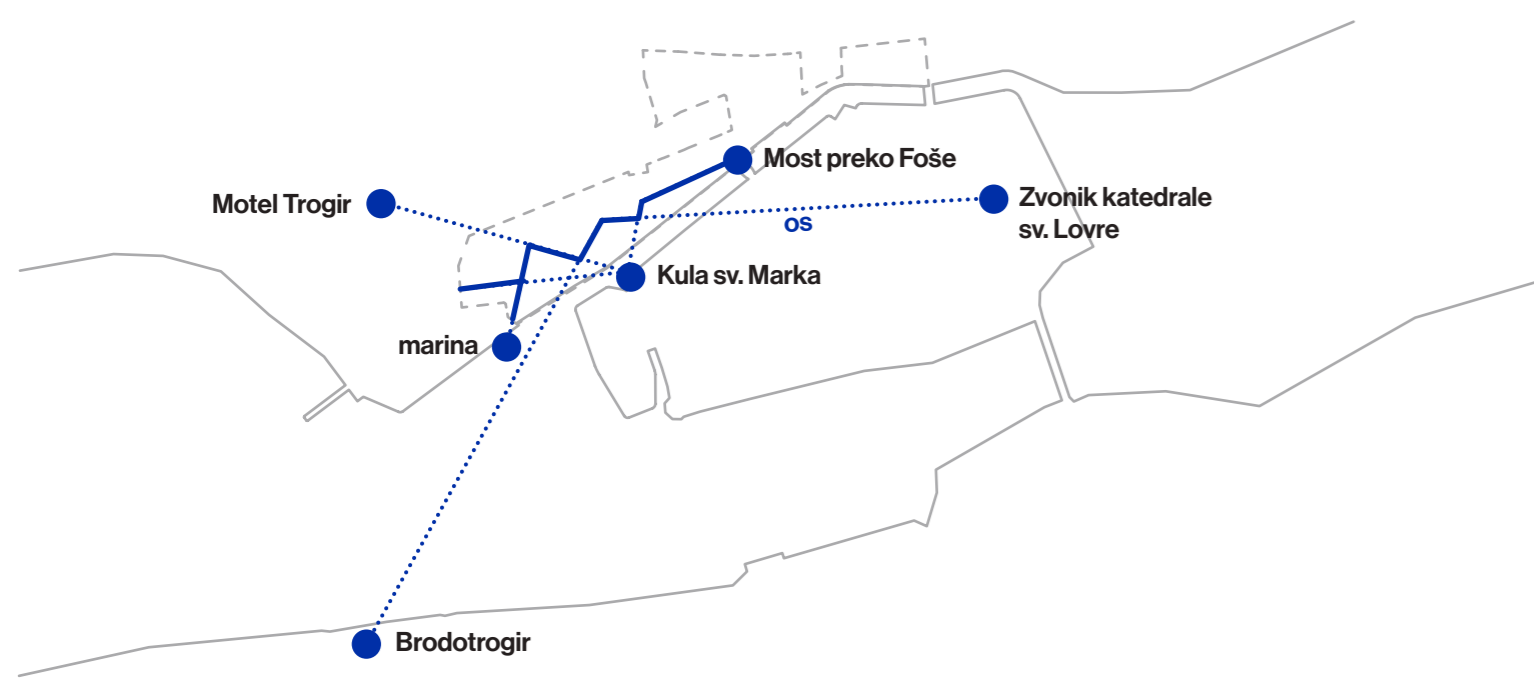 Most preko Foše
Motel Trogir
Zvonik katedrale
sv. Lovre
os
Kula sv. Marka
marina
Brodotrogir